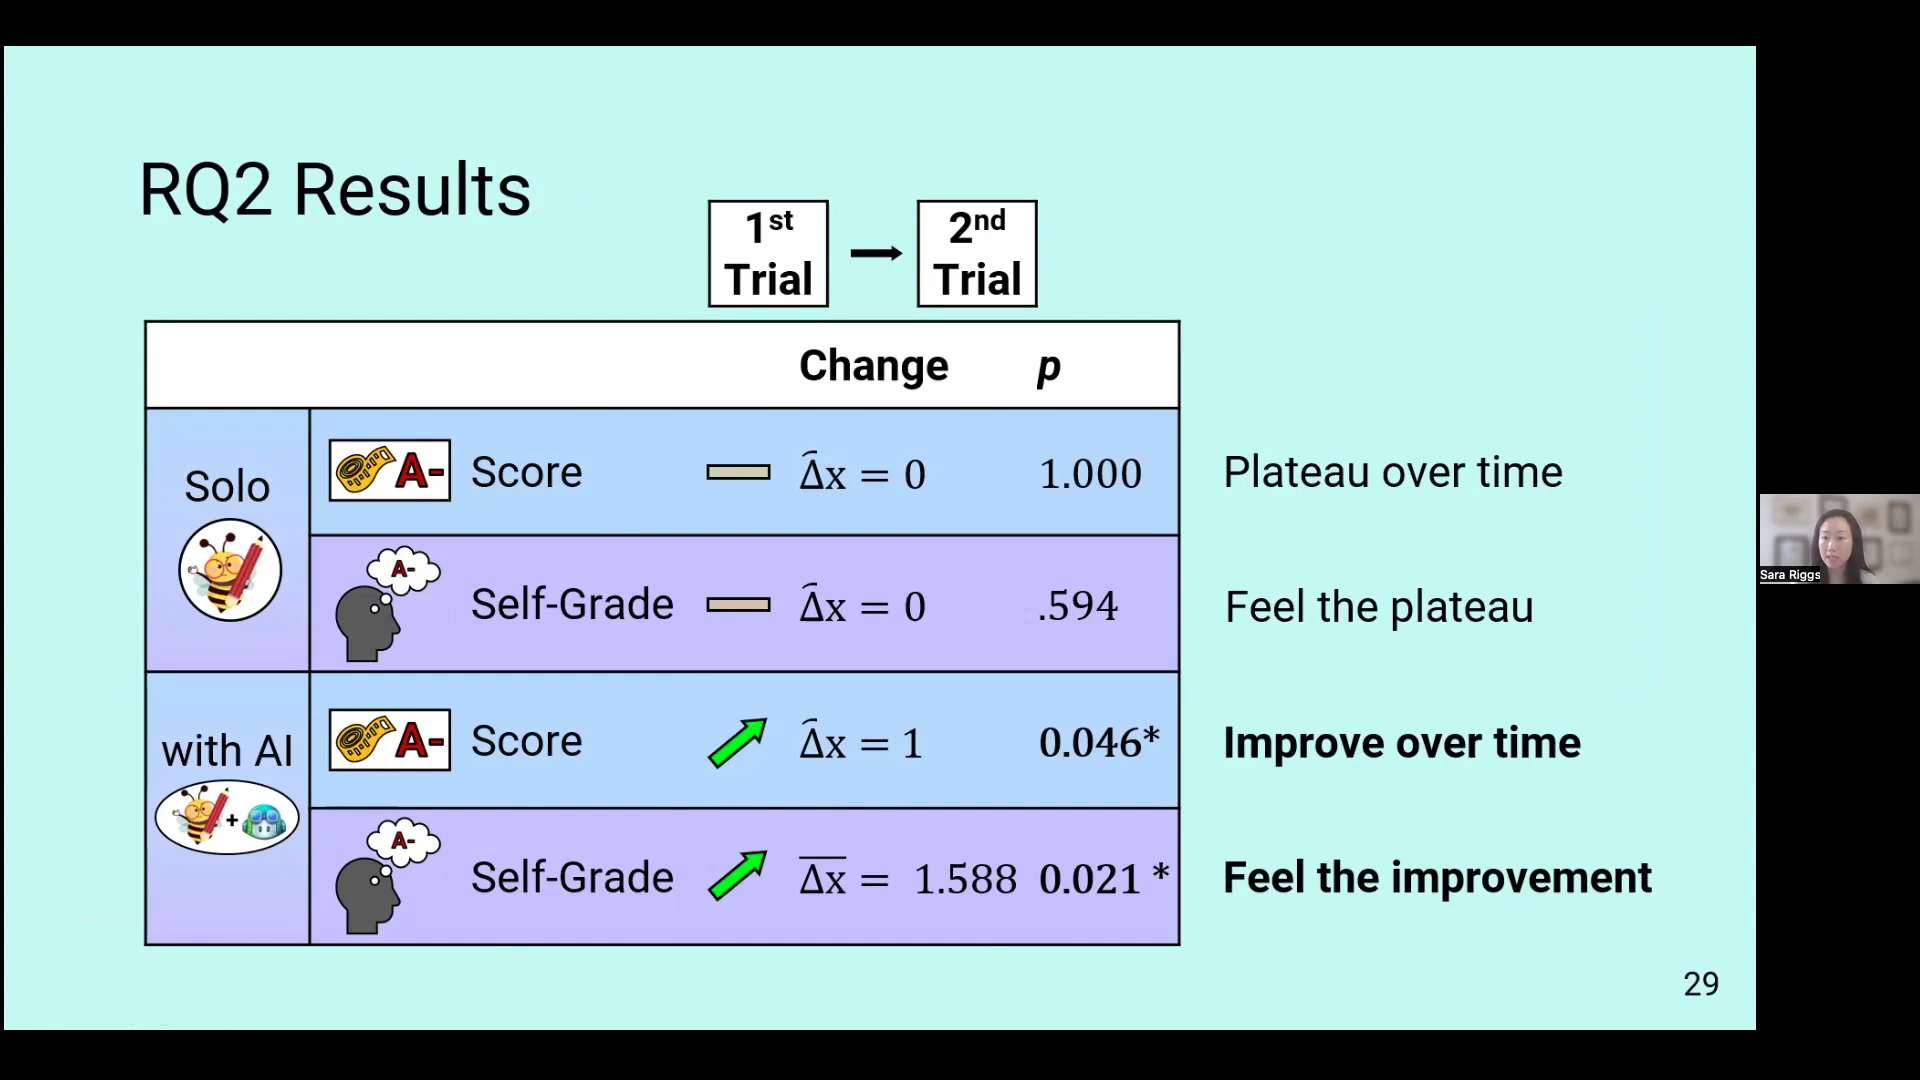 RQ2 Results
1st
Trial
2nd
Trial
Change p
Solo
A- Score Δ͡x = 0 1.000 Plateau over time
A-
Self-Grade Δ͡x = 0 .594 Feel the plateau
with AI
+
A- Score Δ͡x = 1 0.046* Improve over time
A-
Self-Grade Δ̅x̅ = 1.588 0.021 * Feel the improvement
29
Sara Riggs